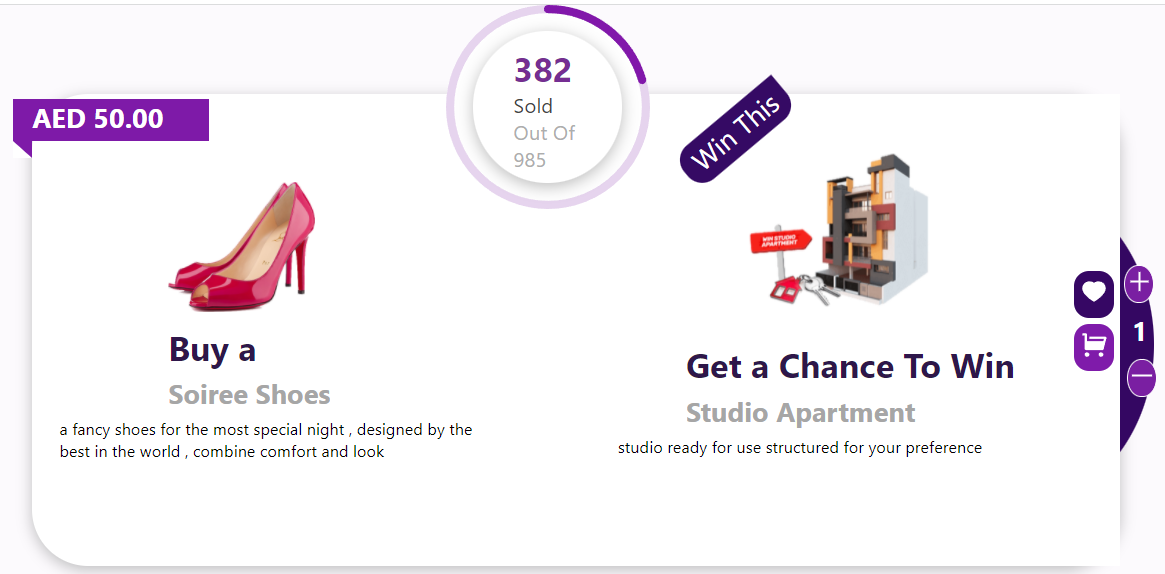 382
Sold
Out Of
985
AED 50.00
Win This
WIN STUDIO
APARTMENT
Buy a
Soiree Shoes
a fancy shoes for the most special night , designed by the
best in the world , combine comfort and look
Get a Chance To Win
Studio Apartment
studio ready for use structured for your preference
+
1
−